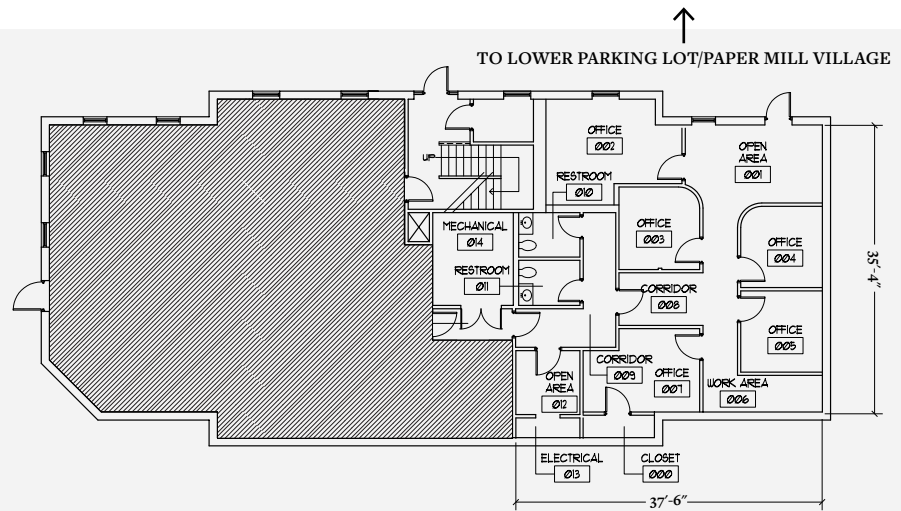 TO LOWER PARKING LOT/PAPER MILL VILLAGE
OFFICE
002
OPEN
AREA
001
UP
RESTROOM
010
MECHANICAL
014
OFFICE
003
OFFICE
004
RESTROOM
011
CORRIDOR
008
35'-4"
OFFICE
005
CORRIDOR
009
OFFICE
007
WORK AREA
006
OPEN
AREA
012
ELECTRICAL
013
CLOSET
000
37'-6"